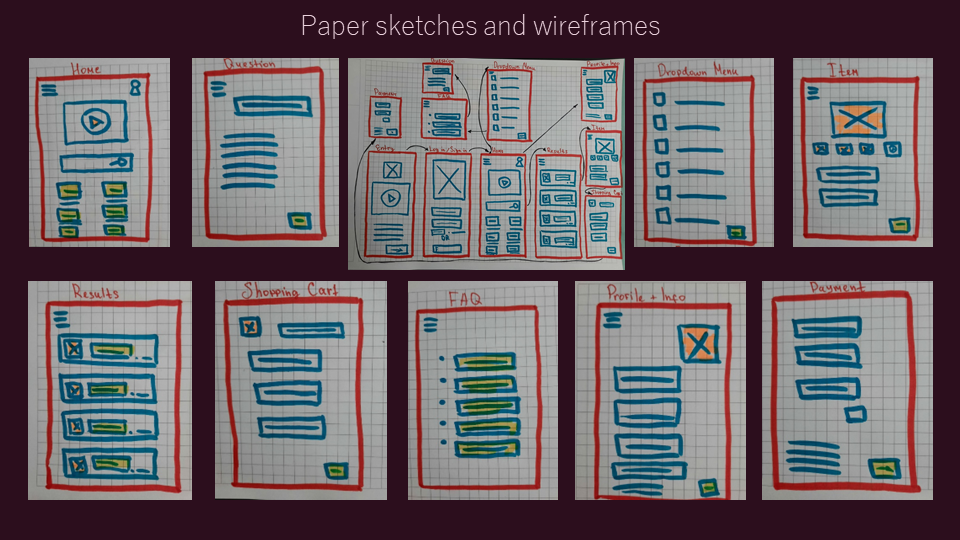 Paper sketches and wireframes
Home
Question
Question
Dropdown Menu
Payment
FAQ
Item
Entry
Log in/Sign in
Home
Results
Shopping Cart
OR
Dropdown Menu
Item
Results
Shopping Cart
FAQ
Profile + Info
Payment